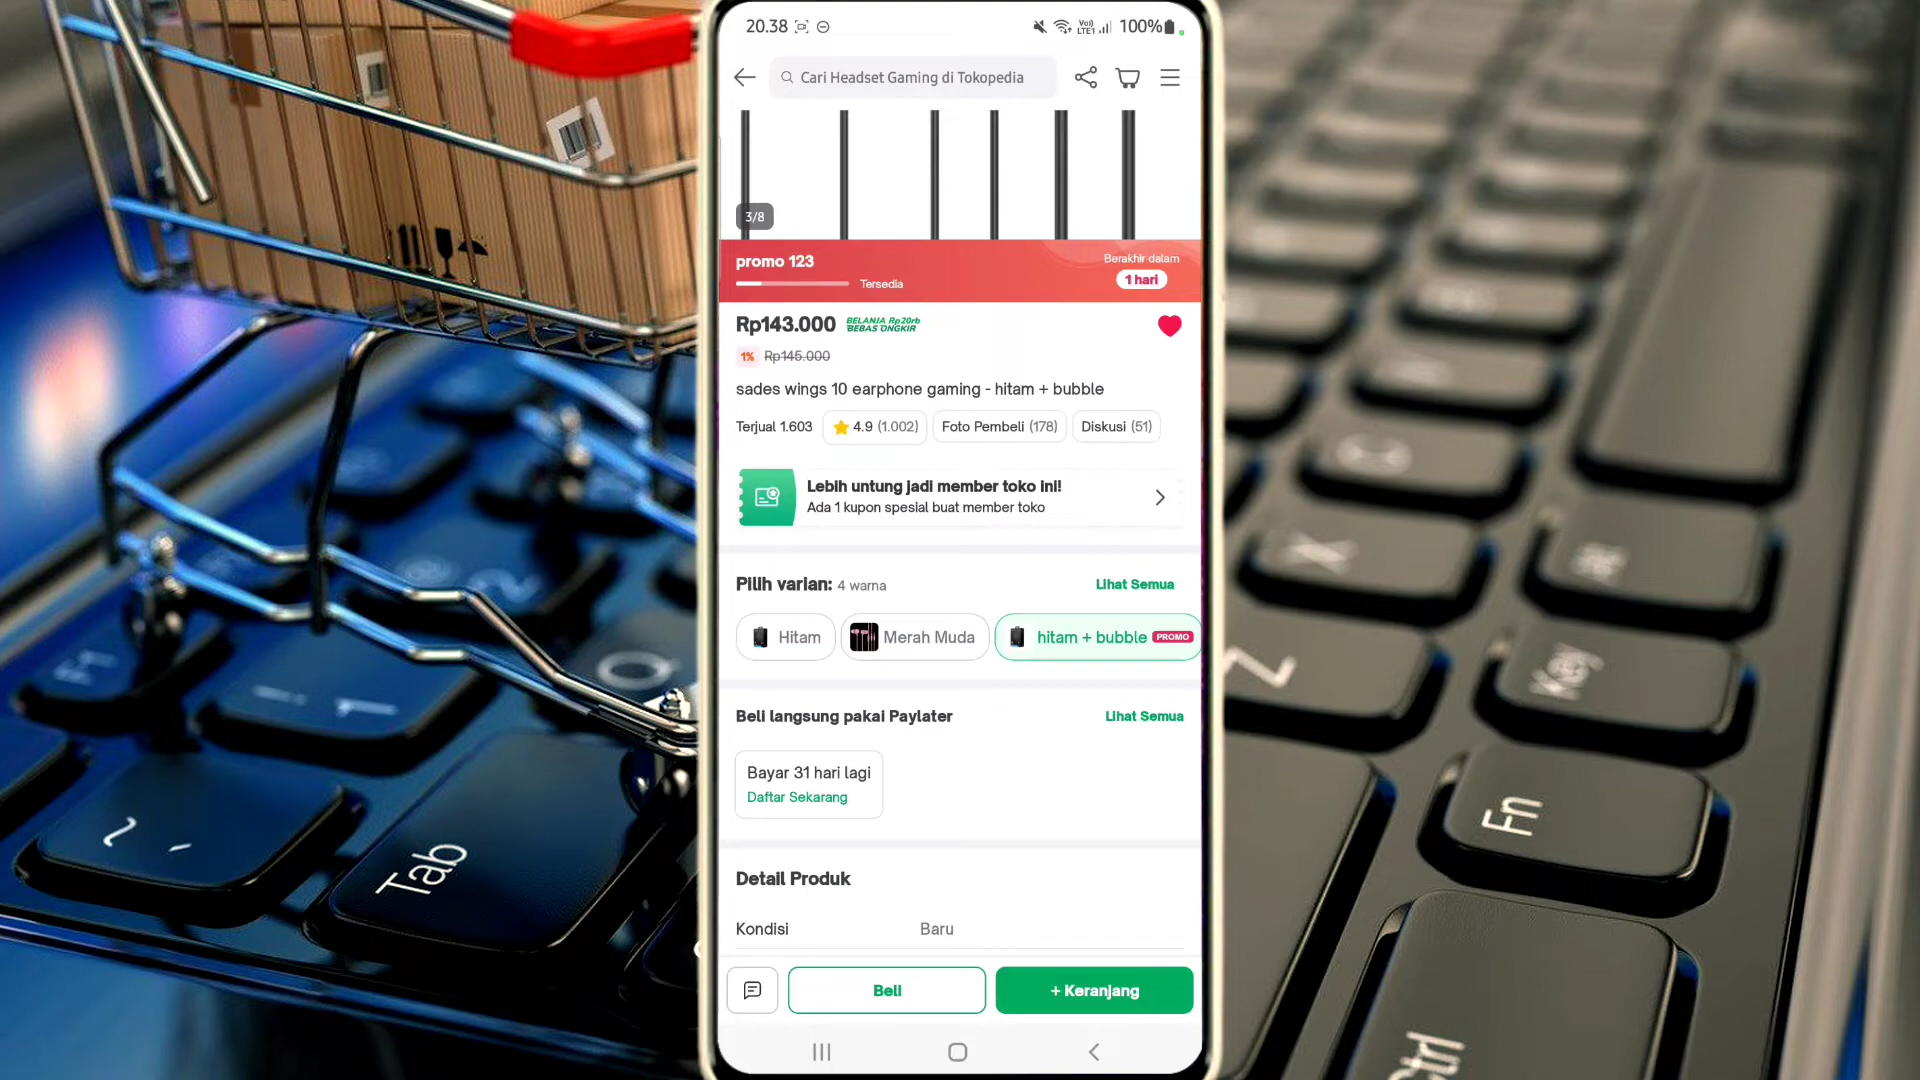 20.38
Vo))
LTE1
100%
Cari Headset Gaming di Tokopedia
3/8
promo 123
Berakhir dalam
Tersedia
1 hari
Rp143.000
BELANJA Rp20rb
BEBAS ONGKIR
1% Rp145.000
sades wings 10 earphone gaming - hitam + bubble
Terjual 1.603
4.9 (1.002)
Foto Pembeli (178)
Diskusi (51)
Lebih untung jadi member toko ini!
Ada 1 kupon spesial buat member toko
Pilih varian: 4 warna
Lihat Semua
Hitam
Merah Muda
hitam + bubble PROMO
Beli langsung pakai Paylater
Lihat Semua
Bayar 31 hari lagi
Daftar Sekarang
Detail Produk
Kondisi
Baru
Beli
+ Keranjang
Tab
Q
C
X
Z
Key
Fn
Ctrl